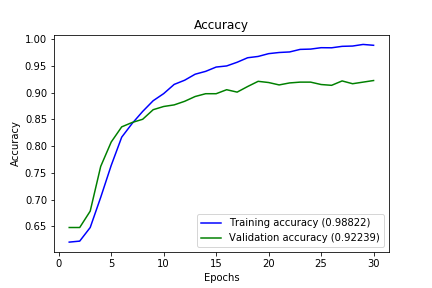 Accuracy
1.00
0.95
0.90
0.85
0.80
0.75
0.70
0.65
Accuracy
Training accuracy (0.98822)
Validation accuracy (0.92239)
0 5 10 15 20 25 30
Epochs